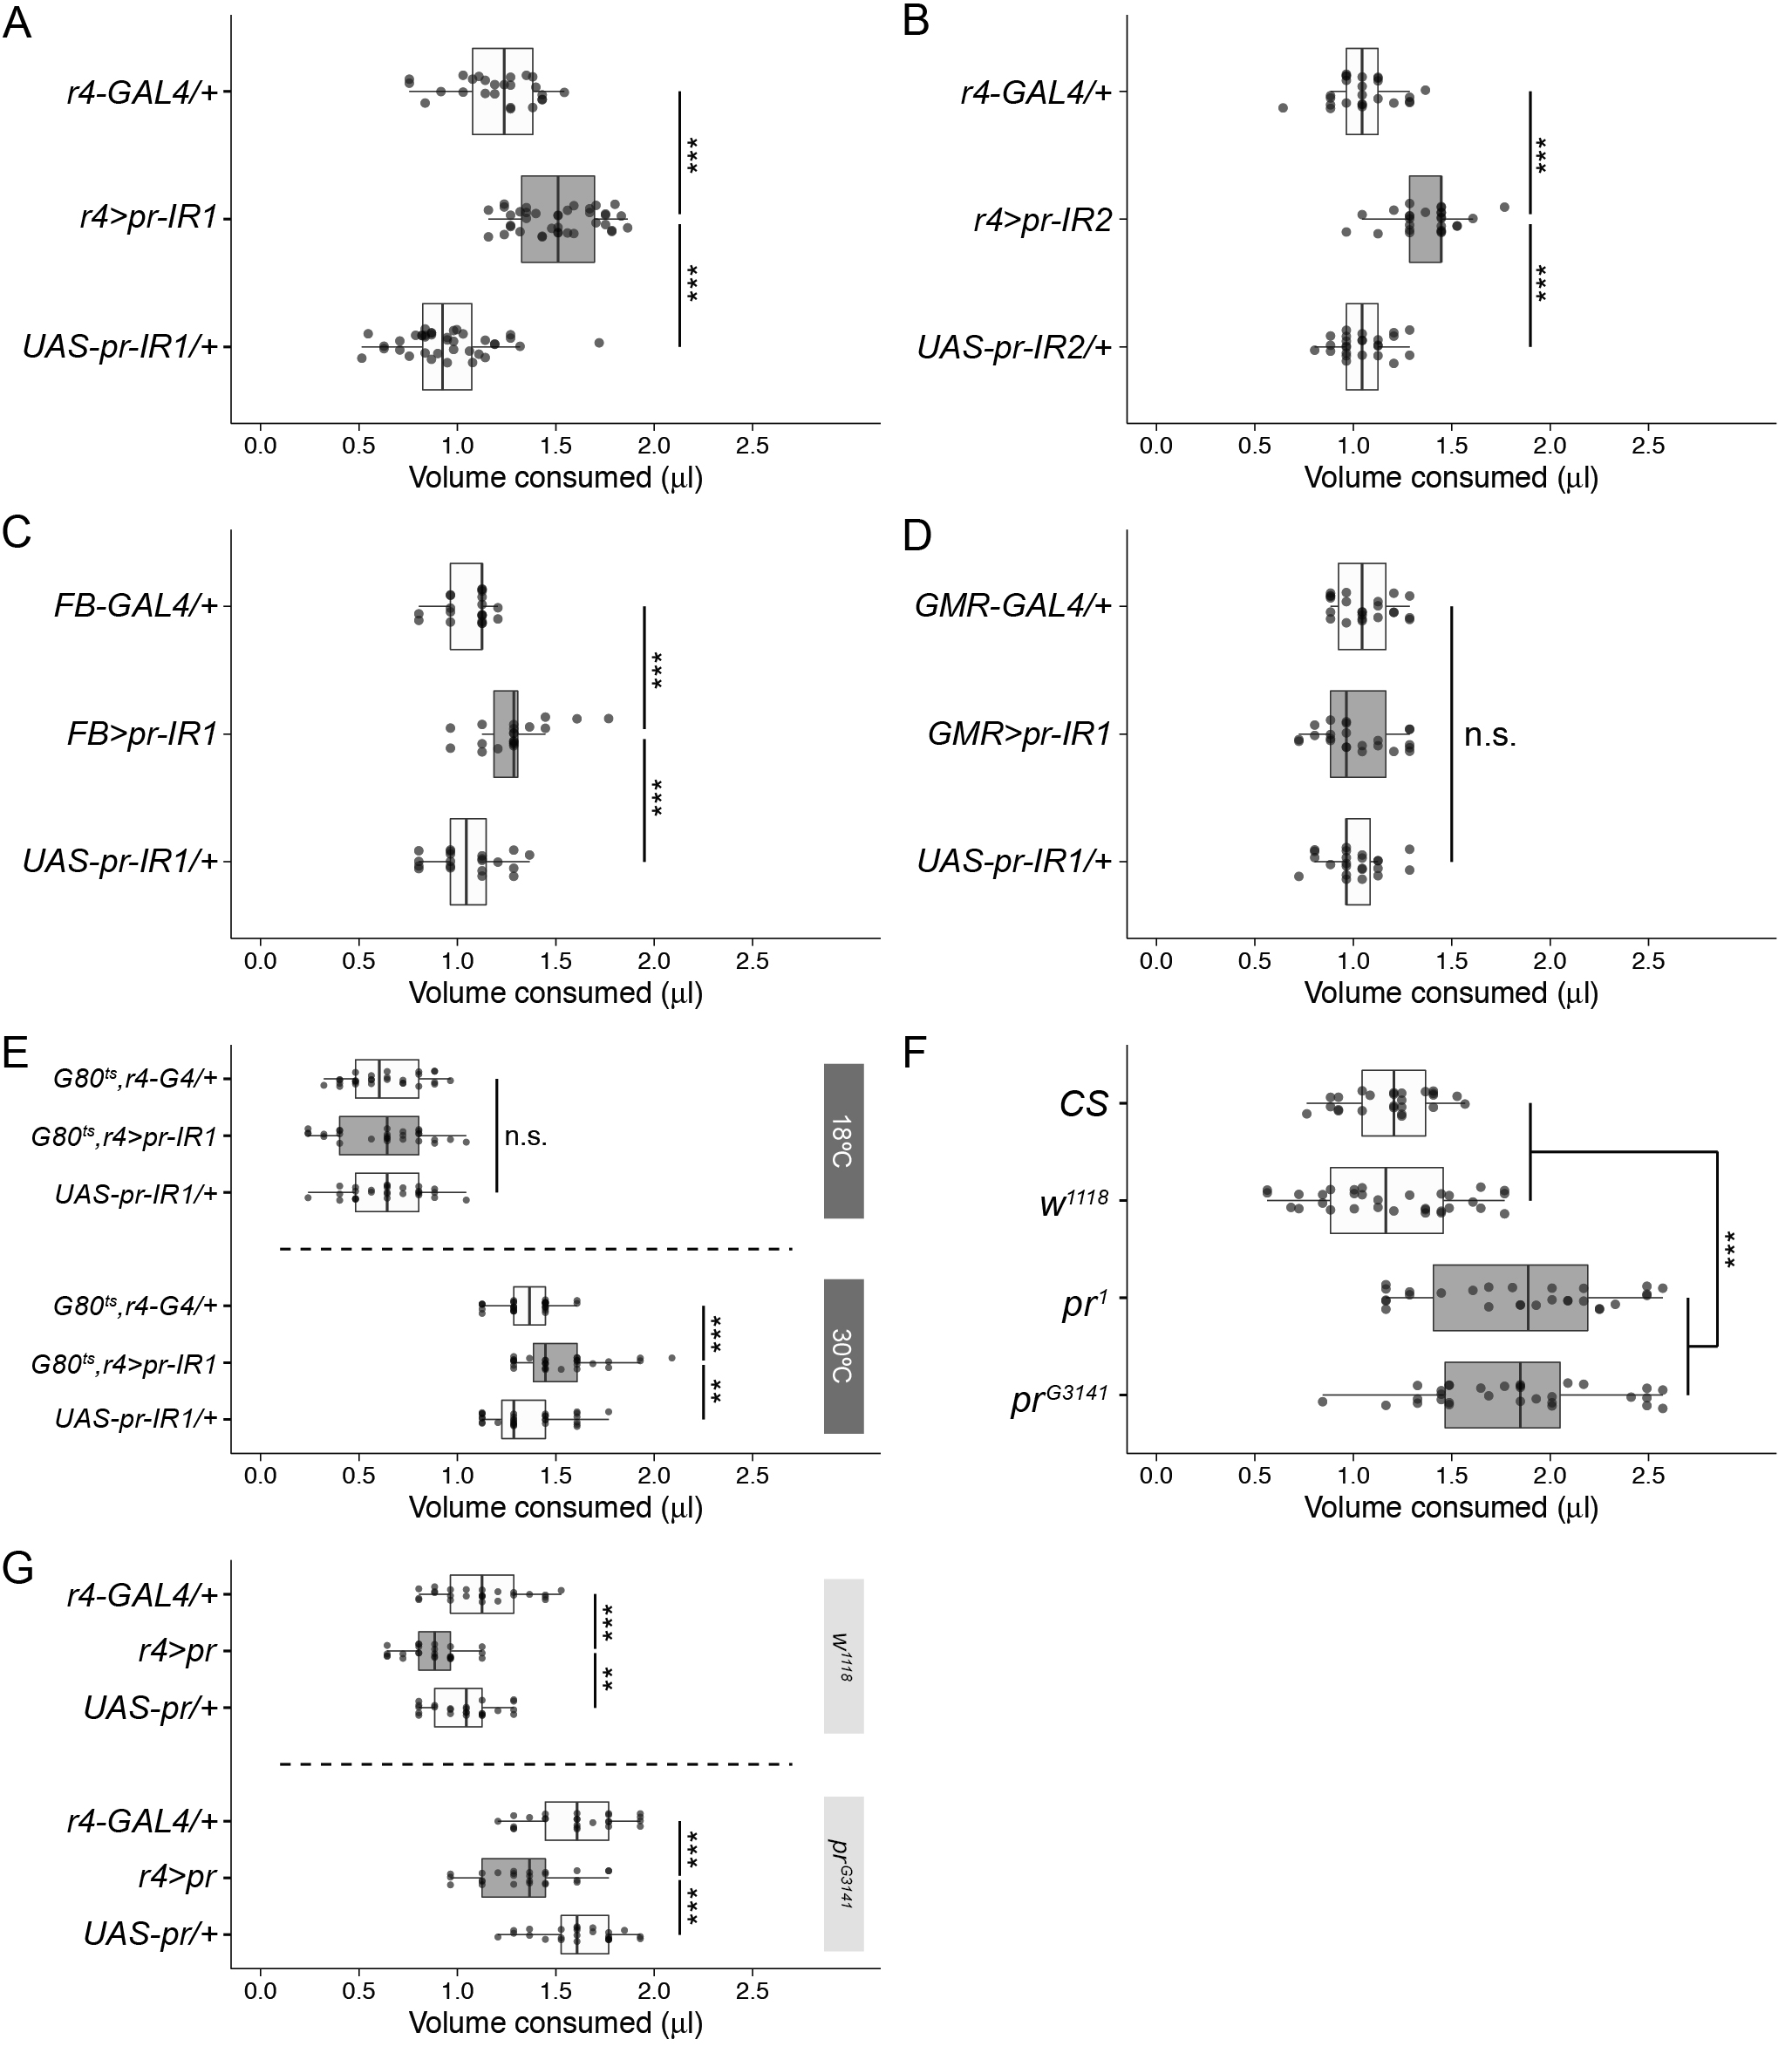 A
r4-GAL4/+
r4>pr-IR1
UAS-pr-IR1/+
***
***
0.0 0.5 1.0 1.5 2.0 2.5
Volume consumed (μl)
B
r4-GAL4/+
r4>pr-IR2
UAS-pr-IR2/+
***
***
0.0 0.5 1.0 1.5 2.0 2.5
Volume consumed (μl)
C
FB-GAL4/+
FB>pr-IR1
UAS-pr-IR1/+
***
***
0.0 0.5 1.0 1.5 2.0 2.5
Volume consumed (μl)
D
GMR-GAL4/+
GMR>pr-IR1
UAS-pr-IR1/+
n.s.
0.0 0.5 1.0 1.5 2.0 2.5
Volume consumed (μl)
E
G80ts,r4-G4/+
G80ts,r4>pr-IR1
UAS-pr-IR1/+
n.s.
18ºC
G80ts,r4-G4/+
G80ts,r4>pr-IR1
UAS-pr-IR1/+
***
**
30ºC
0.0 0.5 1.0 1.5 2.0 2.5
Volume consumed (μl)
F
CS
w1118
pr1
prG3141
***
0.0 0.5 1.0 1.5 2.0 2.5
Volume consumed (μl)
G
r4-GAL4/+
r4>pr
UAS-pr/+
***
**
w1118
r4-GAL4/+
r4>pr
UAS-pr/+
***
***
prG3141
0.0 0.5 1.0 1.5 2.0 2.5
Volume consumed (μl)